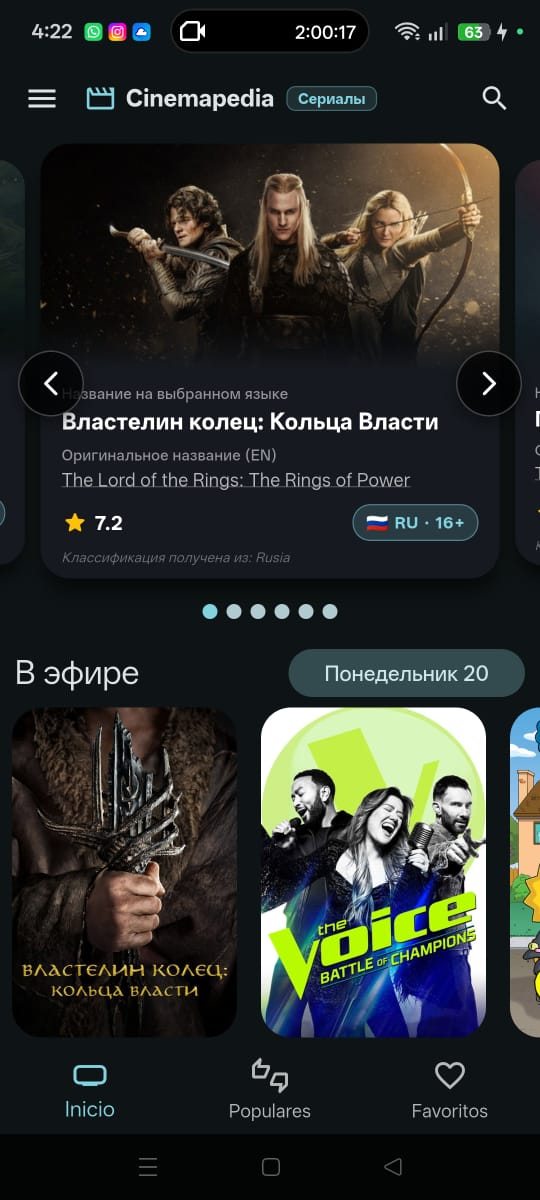 4:22
2:00:17
63
Cinemapedia
Сериалы
Название на выбранном языке
Властелин колец: Кольца Власти
Оригинальное название (EN)
The Lord of the Rings: The Rings of Power
7.2
RU · 16+
Классификация получена из: Rusia
В эфире
Понедельник 20
ВЛАСТЕЛИН КОЛЕЦ:
КОЛЬЦА ВЛАСТИ
the
Voice
BATTLE OF CHAMPIONS
Inicio
Populares
Favoritos